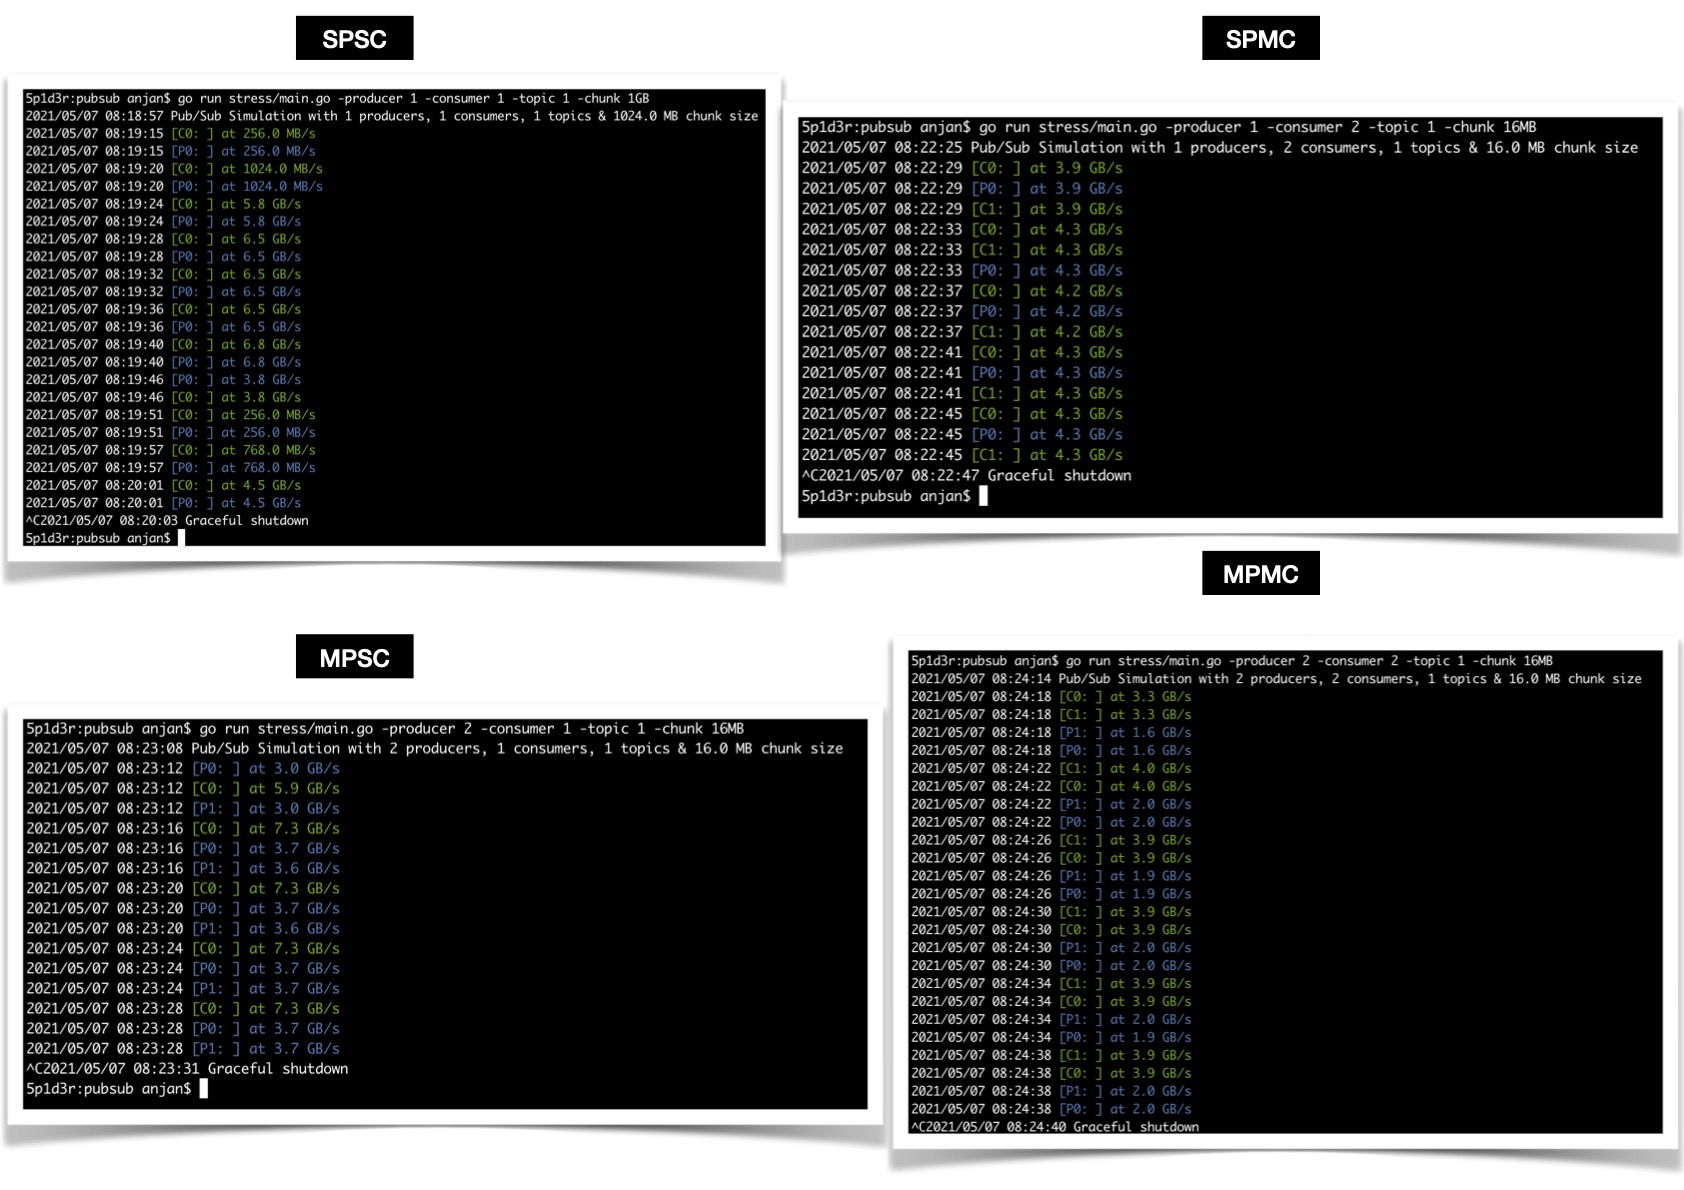 SPSC
5p1d3r:pubsub anjan$ go run stress/main.go -producer 1 -consumer 1 -topic 1 -chunk 1GB
2021/05/07 08:18:57 Pub/Sub Simulation with 1 producers, 1 consumers, 1 topics & 1024.0 MB chunk size
2021/05/07 08:19:15 [C0: ] at 256.0 MB/s
2021/05/07 08:19:15 [P0: ] at 256.0 MB/s
2021/05/07 08:19:20 [C0: ] at 1024.0 MB/s
2021/05/07 08:19:20 [P0: ] at 1024.0 MB/s
2021/05/07 08:19:24 [C0: ] at 5.8 GB/s
2021/05/07 08:19:24 [P0: ] at 5.8 GB/s
2021/05/07 08:19:28 [C0: ] at 6.5 GB/s
2021/05/07 08:19:28 [P0: ] at 6.5 GB/s
2021/05/07 08:19:32 [C0: ] at 6.5 GB/s
2021/05/07 08:19:32 [P0: ] at 6.5 GB/s
2021/05/07 08:19:36 [C0: ] at 6.5 GB/s
2021/05/07 08:19:36 [P0: ] at 6.5 GB/s
2021/05/07 08:19:40 [C0: ] at 6.8 GB/s
2021/05/07 08:19:40 [P0: ] at 6.8 GB/s
2021/05/07 08:19:46 [P0: ] at 3.8 GB/s
2021/05/07 08:19:46 [C0: ] at 3.8 GB/s
2021/05/07 08:19:51 [C0: ] at 256.0 MB/s
2021/05/07 08:19:51 [P0: ] at 256.0 MB/s
2021/05/07 08:19:57 [C0: ] at 768.0 MB/s
2021/05/07 08:19:57 [P0: ] at 768.0 MB/s
2021/05/07 08:20:01 [C0: ] at 4.5 GB/s
2021/05/07 08:20:01 [P0: ] at 4.5 GB/s
^C2021/05/07 08:20:03 Graceful shutdown
5p1d3r:pubsub anjan$
SPMC
5p1d3r:pubsub anjan$ go run stress/main.go -producer 1 -consumer 2 -topic 1 -chunk 16MB
2021/05/07 08:22:25 Pub/Sub Simulation with 1 producers, 2 consumers, 1 topics & 16.0 MB chunk size
2021/05/07 08:22:29 [C0: ] at 3.9 GB/s
2021/05/07 08:22:29 [P0: ] at 3.9 GB/s
2021/05/07 08:22:29 [C1: ] at 3.9 GB/s
2021/05/07 08:22:33 [C0: ] at 4.3 GB/s
2021/05/07 08:22:33 [C1: ] at 4.3 GB/s
2021/05/07 08:22:33 [P0: ] at 4.3 GB/s
2021/05/07 08:22:37 [C0: ] at 4.2 GB/s
2021/05/07 08:22:37 [P0: ] at 4.2 GB/s
2021/05/07 08:22:37 [C1: ] at 4.2 GB/s
2021/05/07 08:22:41 [C0: ] at 4.3 GB/s
2021/05/07 08:22:41 [P0: ] at 4.3 GB/s
2021/05/07 08:22:41 [C1: ] at 4.3 GB/s
2021/05/07 08:22:45 [C0: ] at 4.3 GB/s
2021/05/07 08:22:45 [P0: ] at 4.3 GB/s
2021/05/07 08:22:45 [C1: ] at 4.3 GB/s
^C2021/05/07 08:22:47 Graceful shutdown
5p1d3r:pubsub anjan$
MPSC
5p1d3r:pubsub anjan$ go run stress/main.go -producer 2 -consumer 1 -topic 1 -chunk 16MB
2021/05/07 08:23:08 Pub/Sub Simulation with 2 producers, 1 consumers, 1 topics & 16.0 MB chunk size
2021/05/07 08:23:12 [P0: ] at 3.0 GB/s
2021/05/07 08:23:12 [C0: ] at 5.9 GB/s
2021/05/07 08:23:12 [P1: ] at 3.0 GB/s
2021/05/07 08:23:16 [C0: ] at 7.3 GB/s
2021/05/07 08:23:16 [P0: ] at 3.7 GB/s
2021/05/07 08:23:16 [P1: ] at 3.6 GB/s
2021/05/07 08:23:20 [C0: ] at 7.3 GB/s
2021/05/07 08:23:20 [P0: ] at 3.7 GB/s
2021/05/07 08:23:20 [P1: ] at 3.6 GB/s
2021/05/07 08:23:24 [C0: ] at 7.3 GB/s
2021/05/07 08:23:24 [P0: ] at 3.7 GB/s
2021/05/07 08:23:24 [P1: ] at 3.7 GB/s
2021/05/07 08:23:28 [C0: ] at 7.3 GB/s
2021/05/07 08:23:28 [P0: ] at 3.7 GB/s
2021/05/07 08:23:28 [P1: ] at 3.7 GB/s
^C2021/05/07 08:23:31 Graceful shutdown
5p1d3r:pubsub anjan$
MPMC
5p1d3r:pubsub anjan$ go run stress/main.go -producer 2 -consumer 2 -topic 1 -chunk 16MB
2021/05/07 08:24:14 Pub/Sub Simulation with 2 producers, 2 consumers, 1 topics & 16.0 MB chunk size
2021/05/07 08:24:18 [C0: ] at 3.3 GB/s
2021/05/07 08:24:18 [C1: ] at 3.3 GB/s
2021/05/07 08:24:18 [P1: ] at 1.6 GB/s
2021/05/07 08:24:18 [P0: ] at 1.6 GB/s
2021/05/07 08:24:22 [C1: ] at 4.0 GB/s
2021/05/07 08:24:22 [C0: ] at 4.0 GB/s
2021/05/07 08:24:22 [P1: ] at 2.0 GB/s
2021/05/07 08:24:22 [P0: ] at 2.0 GB/s
2021/05/07 08:24:26 [C1: ] at 3.9 GB/s
2021/05/07 08:24:26 [C0: ] at 3.9 GB/s
2021/05/07 08:24:26 [P1: ] at 1.9 GB/s
2021/05/07 08:24:26 [P0: ] at 1.9 GB/s
2021/05/07 08:24:30 [C1: ] at 3.9 GB/s
2021/05/07 08:24:30 [C0: ] at 3.9 GB/s
2021/05/07 08:24:30 [P1: ] at 2.0 GB/s
2021/05/07 08:24:30 [P0: ] at 2.0 GB/s
2021/05/07 08:24:34 [C1: ] at 3.9 GB/s
2021/05/07 08:24:34 [C0: ] at 3.9 GB/s
2021/05/07 08:24:34 [P1: ] at 2.0 GB/s
2021/05/07 08:24:34 [P0: ] at 1.9 GB/s
2021/05/07 08:24:38 [C1: ] at 3.9 GB/s
2021/05/07 08:24:38 [C0: ] at 3.9 GB/s
2021/05/07 08:24:38 [P1: ] at 2.0 GB/s
2021/05/07 08:24:38 [P0: ] at 2.0 GB/s
^C2021/05/07 08:24:40 Graceful shutdown